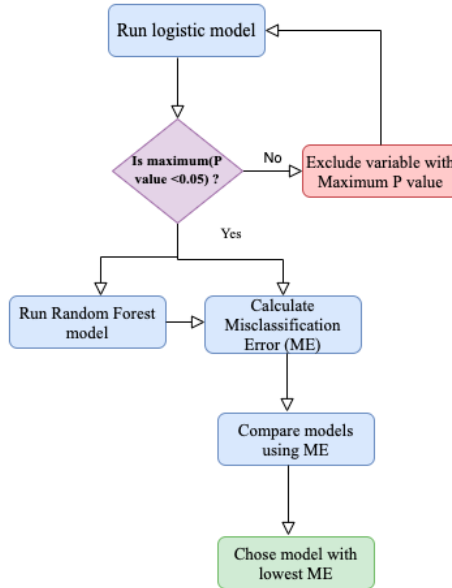 Run logistic model
Is maximum(P
value <0.05) ?
No
Exclude variable with
Maximum P value
Yes
Run Random Forest
model
Calculate
Misclassification
Error (ME)
Compare models
using ME
Chose model with
lowest ME